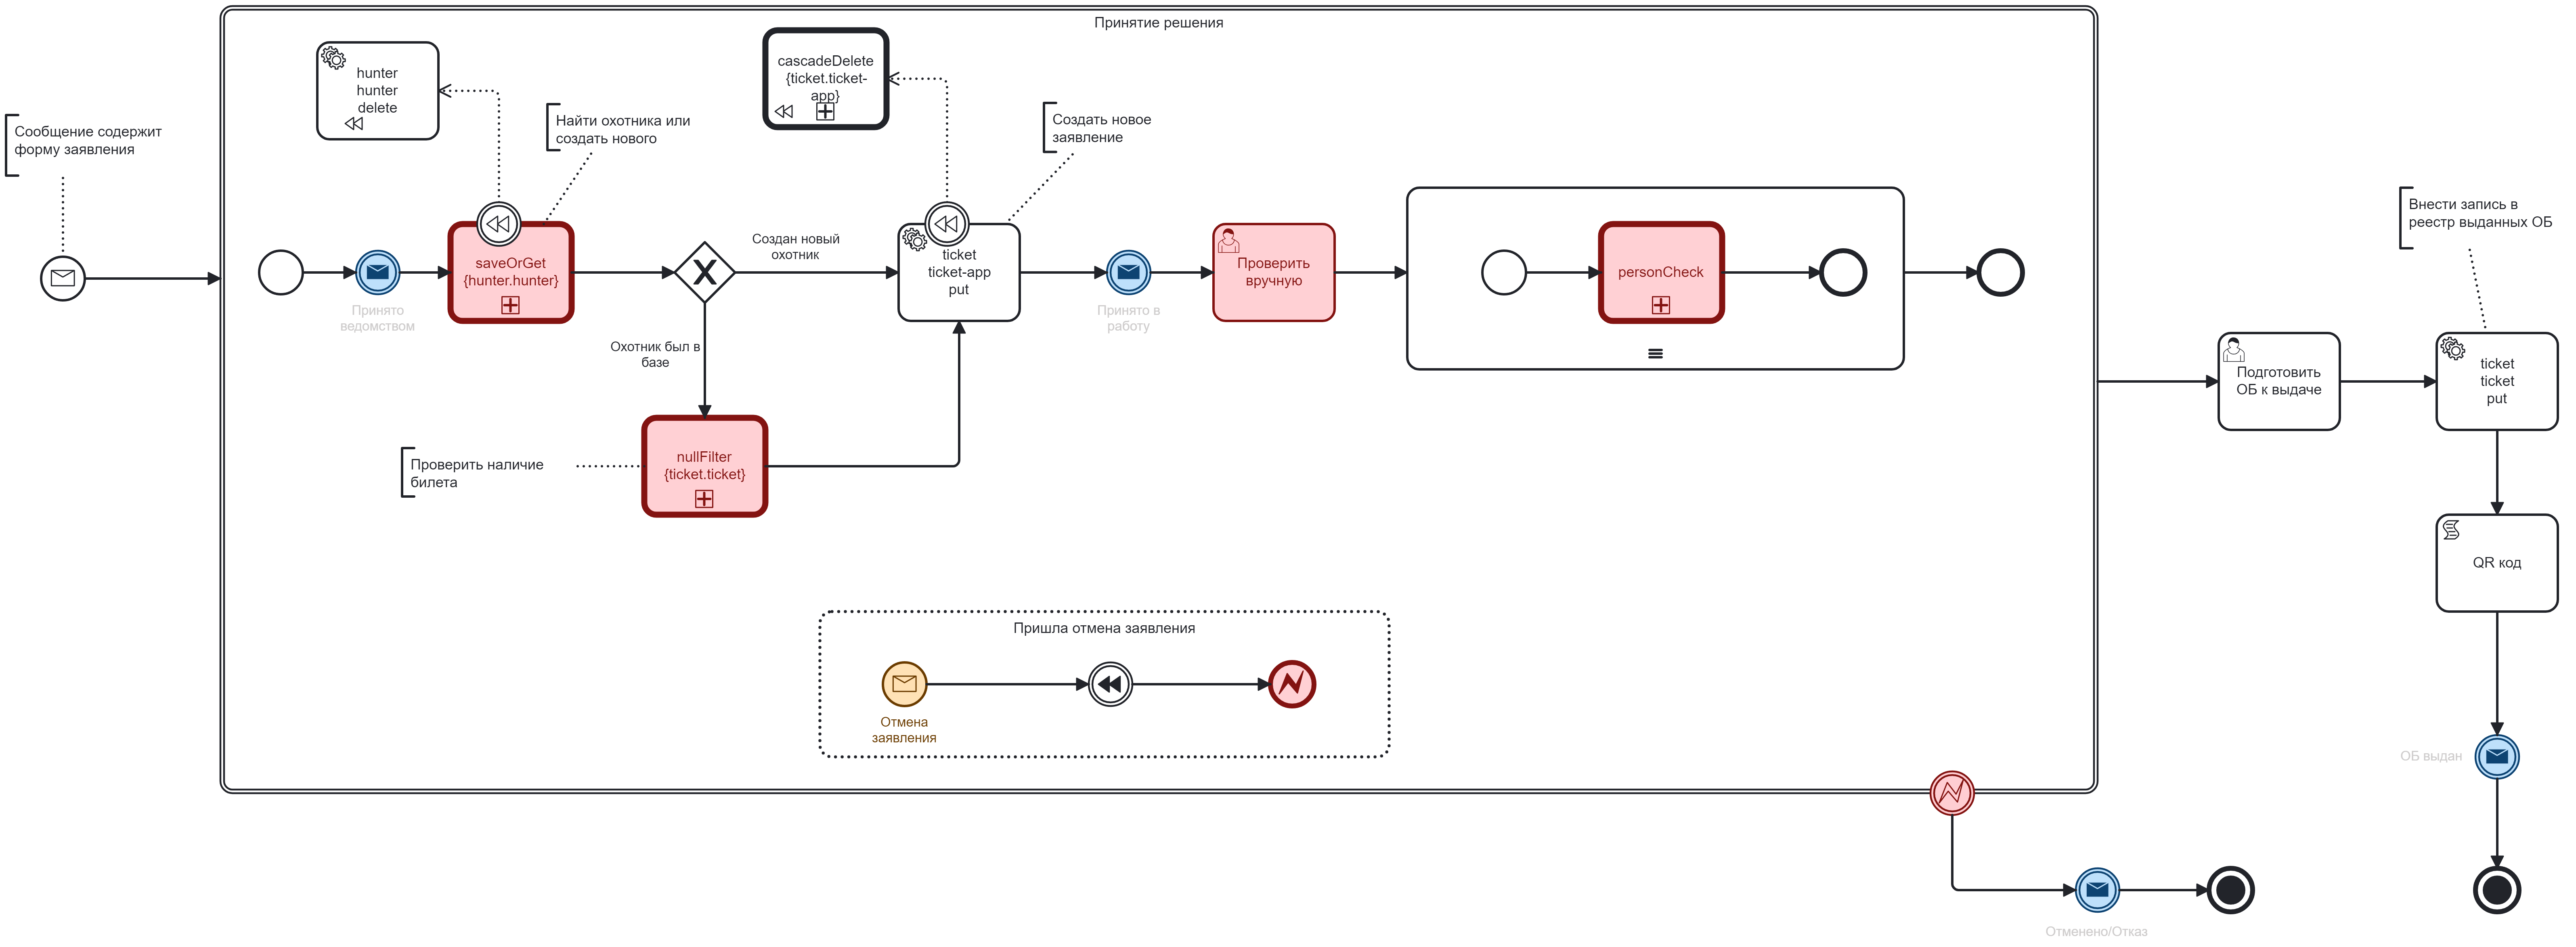 Принятие решения
hunter
hunter
delete
cascadeDelete
{ticket.ticket-
app}
Сообщение содержит
форму заявления
Найти охотника или
создать нового
Создать новое
заявление
Внести запись в
реестр выданных ОБ
Принято
ведомством
saveOrGet
{hunter.hunter}
Создан новый
охотник
ticket
ticket-app
put
Принято в
работу
Проверить
вручную
personCheck
Охотник был в
базе
Подготовить
ОБ к выдаче
ticket
ticket
put
Проверить наличие
билета
nullFilter
{ticket.ticket}
QR код
Пришла отмена заявления
Отмена
заявления
ОБ выдан
Отменено/Отказ